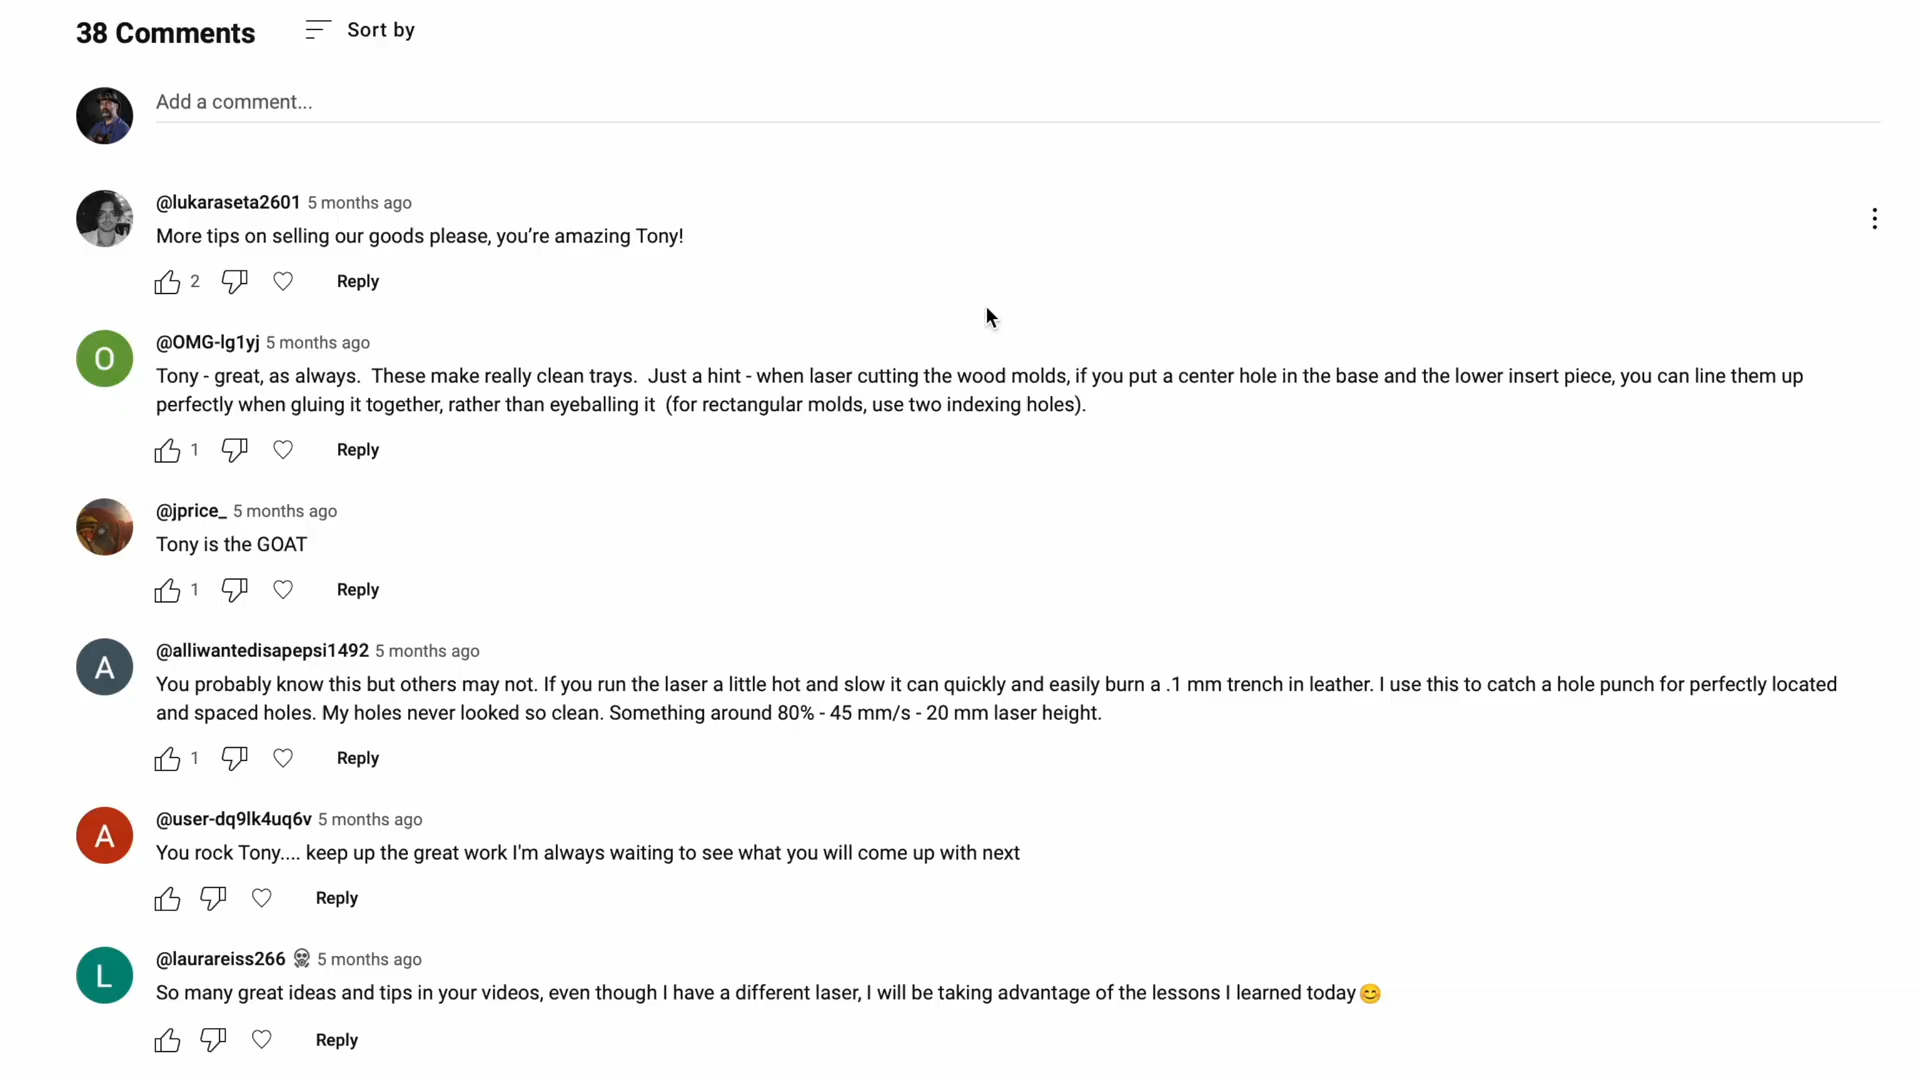 38 Comments Sort by
Add a comment...
@lukaraseta2601 5 months ago
More tips on selling our goods please, you're amazing Tony!
2 Reply
O
@OMG-lg1yj 5 months ago
Tony - great, as always.  These make really clean trays.  Just a hint - when laser cutting the wood molds, if you put a center hole in the base and the lower insert piece, you can line them up
perfectly when gluing it together, rather than eyeballing it  (for rectangular molds, use two indexing holes).
1 Reply
@jprice_ 5 months ago
Tony is the GOAT
1 Reply
A
@alliwantedisapepsi1492 5 months ago
You probably know this but others may not. If you run the laser a little hot and slow it can quickly and easily burn a .1 mm trench in leather. I use this to catch a hole punch for perfectly located
and spaced holes. My holes never looked so clean. Something around 80% - 45 mm/s - 20 mm laser height.
1 Reply
A
@user-dq9lk4uq6v 5 months ago
You rock Tony.... keep up the great work I'm always waiting to see what you will come up with next
Reply
L
@laurareiss266 5 months ago
So many great ideas and tips in your videos, even though I have a different laser, I will be taking advantage of the lessons I learned today😊
Reply